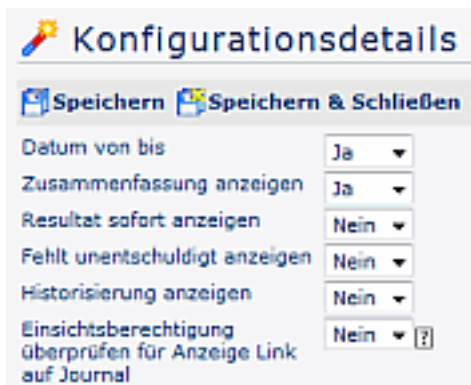 Konfigurationsdetails
Speichern Speichern & Schließen
Datum von bis Ja
Zusammenfassung anzeigen Ja
Resultat sofort anzeigen Nein
Fehlt unentschuldigt anzeigen Nein
Historisierung anzeigen Nein
Einsichtsberechtigung Nein ?
überprüfen für Anzeige Link
auf Journal